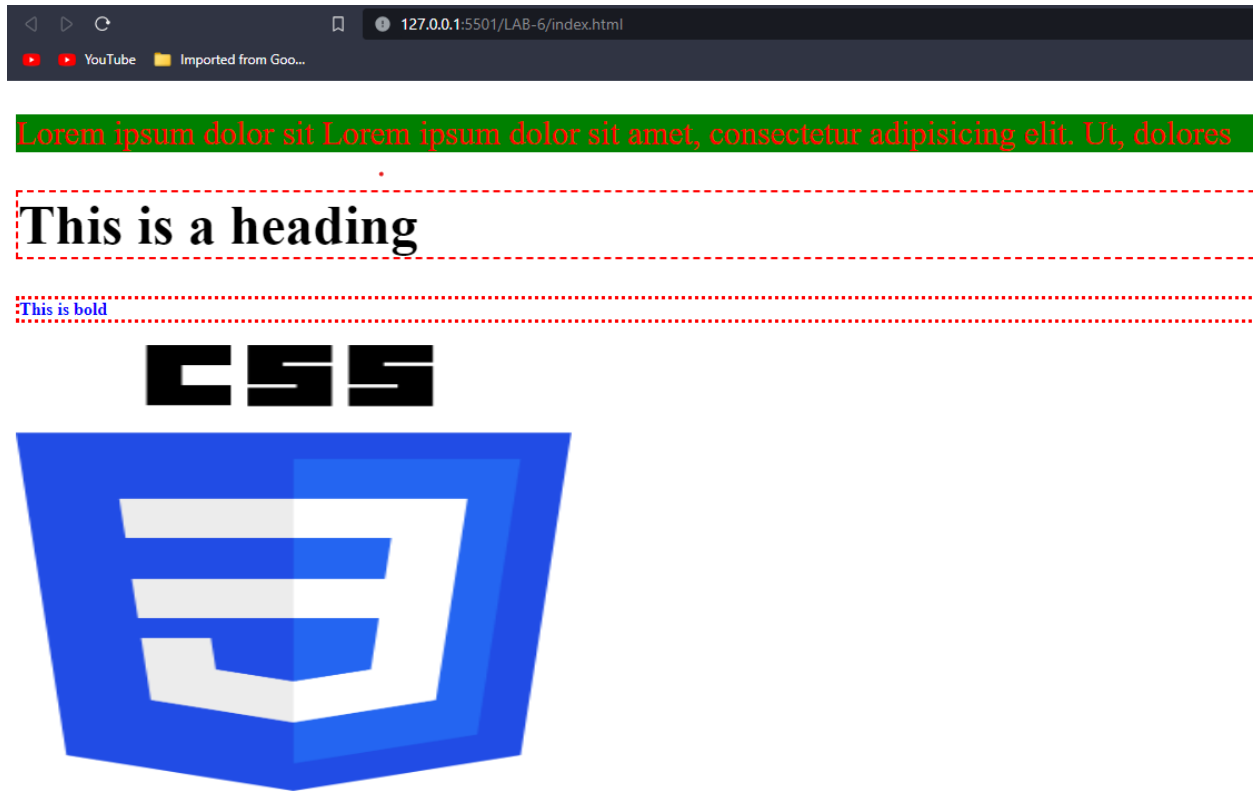 127.0.0.1:5501/LAB-6/index.html
YouTube Imported from Goo...
Lorem ipsum dolor sit Lorem ipsum dolor sit amet, consectetur adipisicing elit. Ut, dolores
This is a heading
This is bold
CSS
3